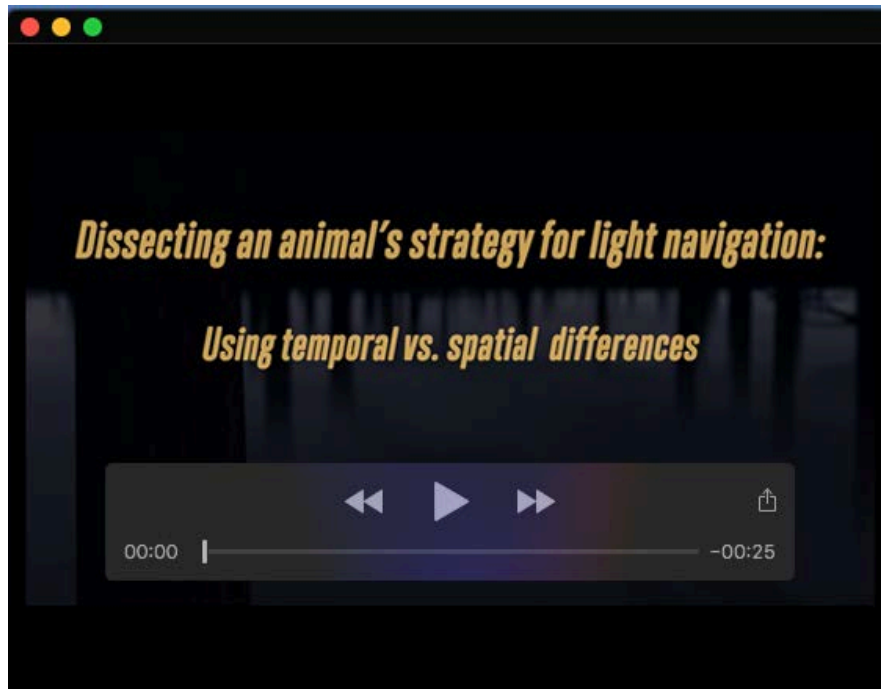 Dissecting an animal's strategy for light navigation:
Using temporal vs. spatial differences
00:00
-00:25